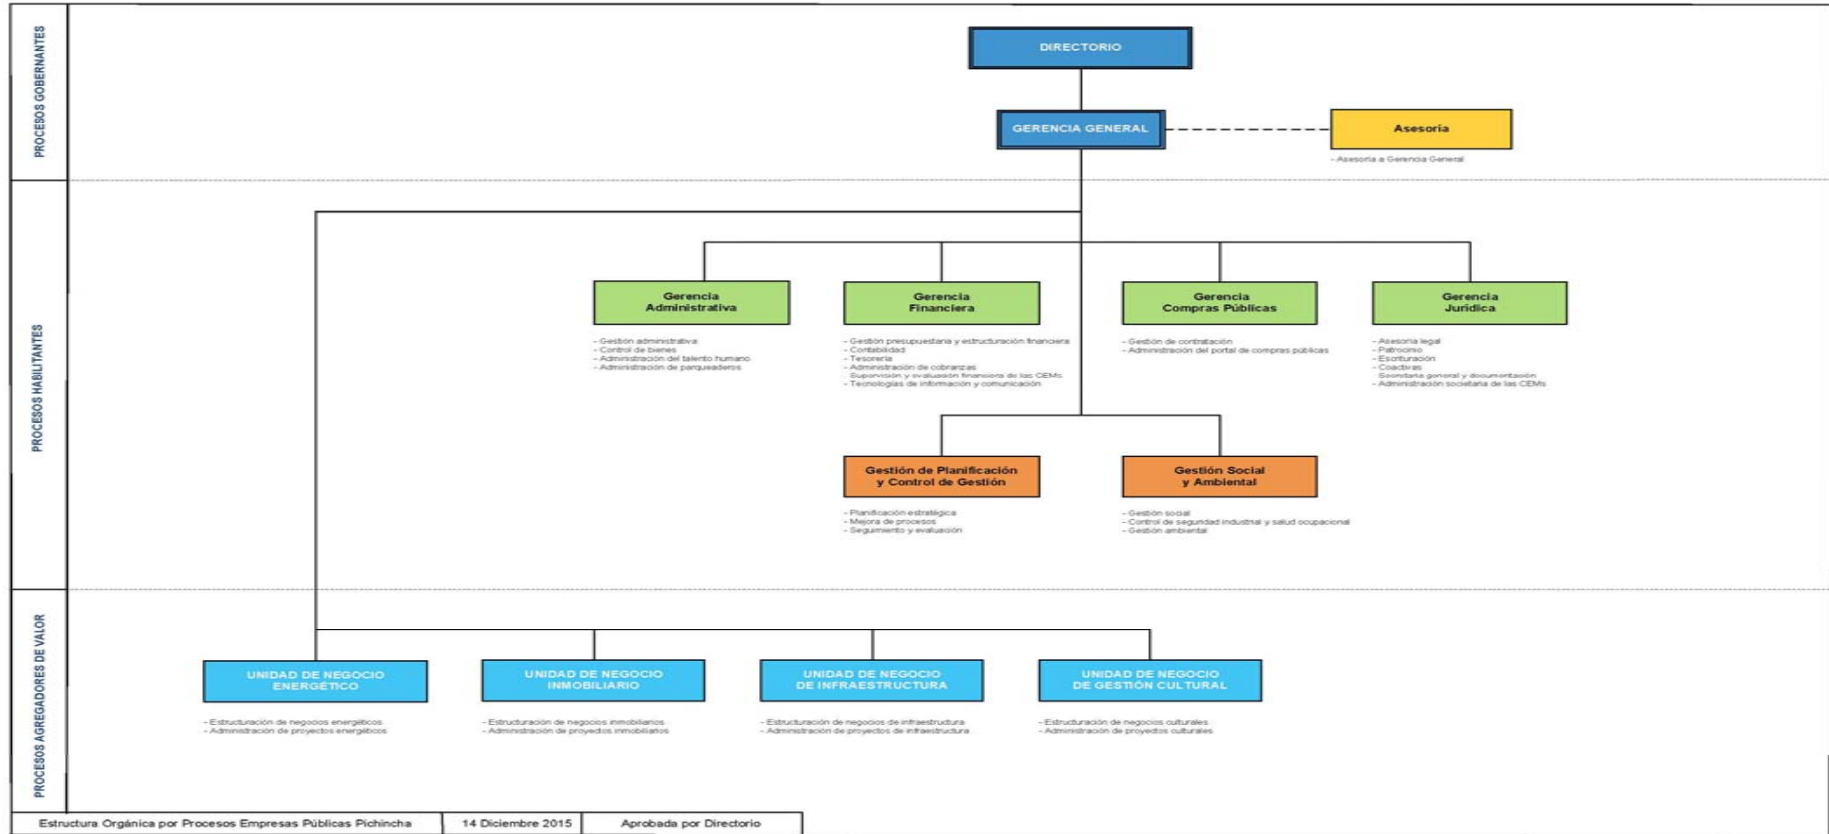 PROCESOS GOBERNANTES
DIRECTORIO
GERENCIA GENERAL
Asesoría
- Asesoría a Gerencia General
PROCESOS HABILITANTES
Gerencia
Administrativa
- Gestión administrativa
- Control de bienes
- Administración del talento humano
- Administración de parqueaderos
Gerencia
Financiera
- Gestión presupuestaria y estructuración financiera
- Contabilidad
- Tesorería
- Administración de cobranzas
Supervisión y evaluación financiera de las CEMs
- Tecnologías de información y comunicación
Gerencia
Compras Públicas
- Gestión de contratación
- Administración del portal de compras públicas
Gerencia
Jurídica
- Asesoría legal
- Patrocinio
- Escrituración
- Coactivas
Secretaría general y documentación
- Administración societaria de las CEMs
Gestión de Planificación
y Control de Gestión
- Planificación estratégica
- Mejora de procesos
- Seguimiento y evaluación
Gestión Social
y Ambiental
- Gestión social
- Control de seguridad industrial y salud ocupacional
- Gestión ambiental
PROCESOS AGREGADORES DE VALOR
UNIDAD DE NEGOCIO
ENERGÉTICO
- Estructuración de negocios energéticos
- Administración de proyectos energéticos
UNIDAD DE NEGOCIO
INMOBILIARIO
- Estructuración de negocios inmobiliarios
- Administración de proyectos inmobiliarios
UNIDAD DE NEGOCIO
DE INFRAESTRUCTURA
- Estructuración de negocios de infraestructura
- Administración de proyectos de infraestructura
UNIDAD DE NEGOCIO
DE GESTIÓN CULTURAL
- Estructuración de negocios culturales
- Administración de proyectos culturales
Estructura Orgánica por Procesos Empresas Públicas Pichincha
14 Diciembre 2015
Aprobada por Directorio